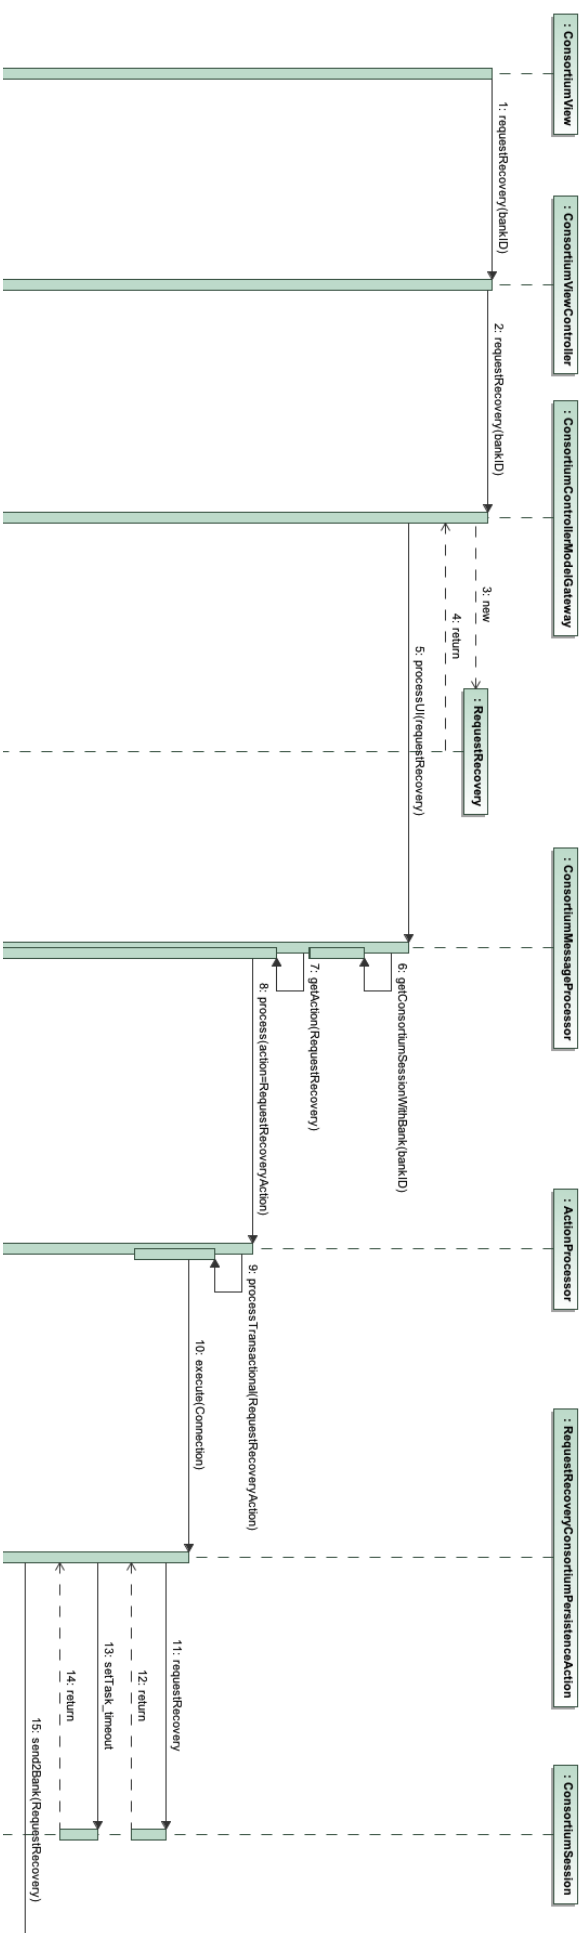 : ConsortiumView
: ConsortiumViewController
: ConsortiumControllerModelGateway
: RequestRecovery
: ConsortiumMessageProcessor
: ActionProcessor
: RequestRecoveryConsortiumPersistenceAction
: ConsortiumSession
1: requestRecovery(bankID)
2: requestRecovery(bankID)
3: new
4: return
5: processUI(requestRecovery)
6: getConsortiumSessionWithBank(bankID)
7: getAction(RequestRecovery)
8: process(action=RequestRecoveryAction)
9: processTransactional(RequestRecoveryAction)
10: execute(Connection)
11: requestRecovery
12: return
13: setTask_timeout
14: return
15: send2Bank(RequestRecovery)